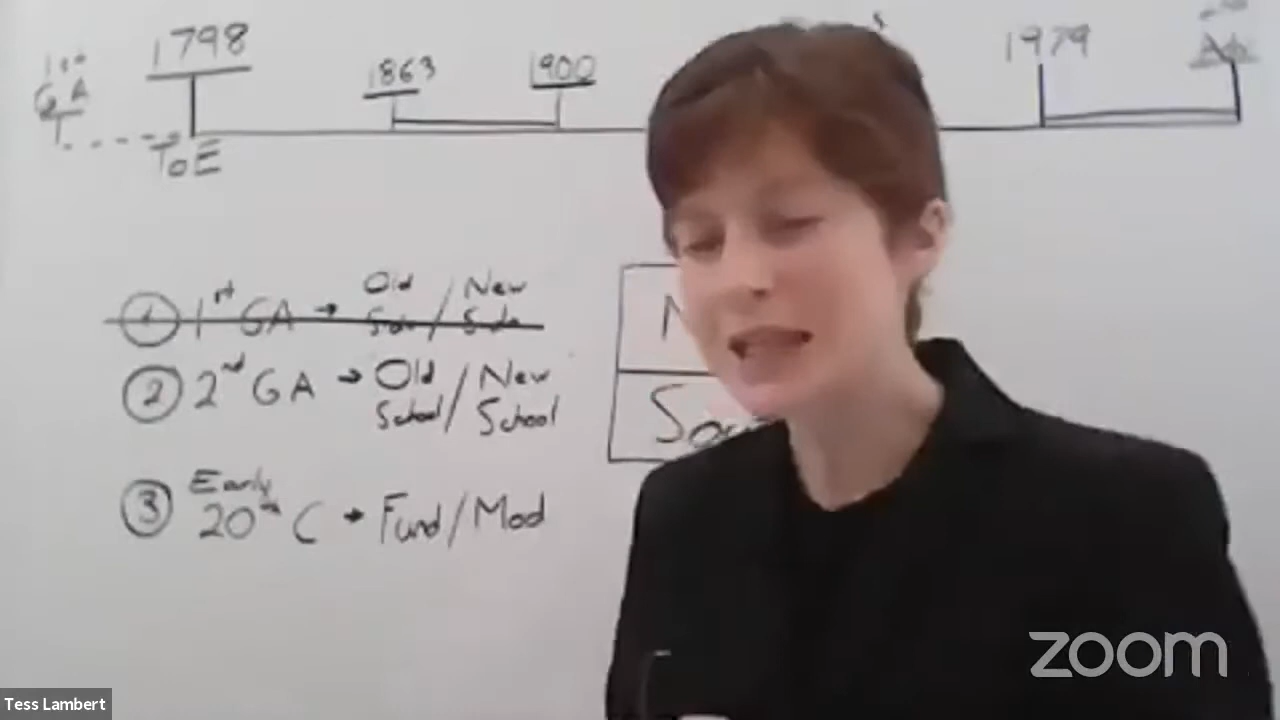 1st 1798 1863 1900 1979
GA
ToE
① 1st GA → Old / New
② 2nd GA → Old / New
School / School
③ Early
20th C → Fund / Mod
zoom
Tess Lambert